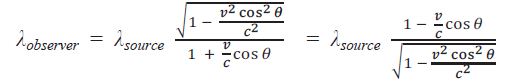 λ_observer = λ_source √(1 − v² cos² θ / c²) / (1 + v/c cos θ) = λ_source (1 − v/c cos θ) / √(1 − v² cos² θ / c²)